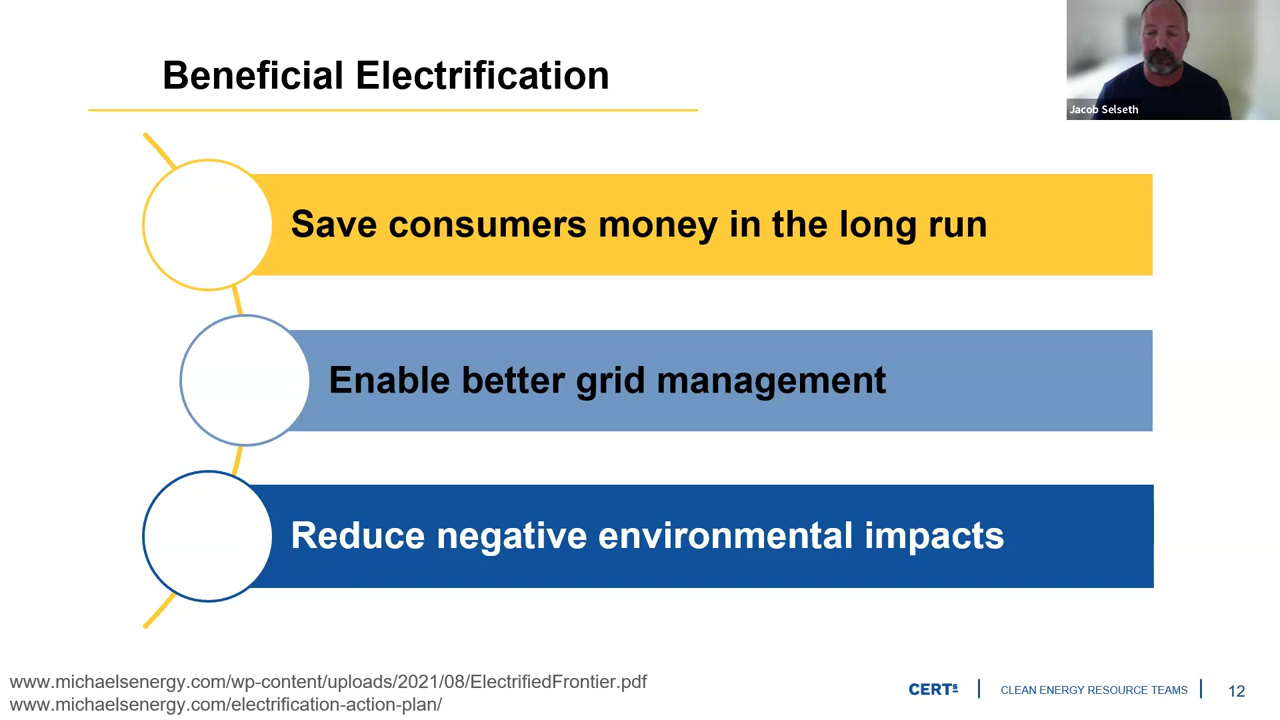 Beneficial Electrification
Jacob Selseth
Save consumers money in the long run
Enable better grid management
Reduce negative environmental impacts
www.michaelsenergy.com/wp-content/uploads/2021/08/ElectrifiedFrontier.pdf
www.michaelsenergy.com/electrification-action-plan/
CERTs | CLEAN ENERGY RESOURCE TEAMS | 12